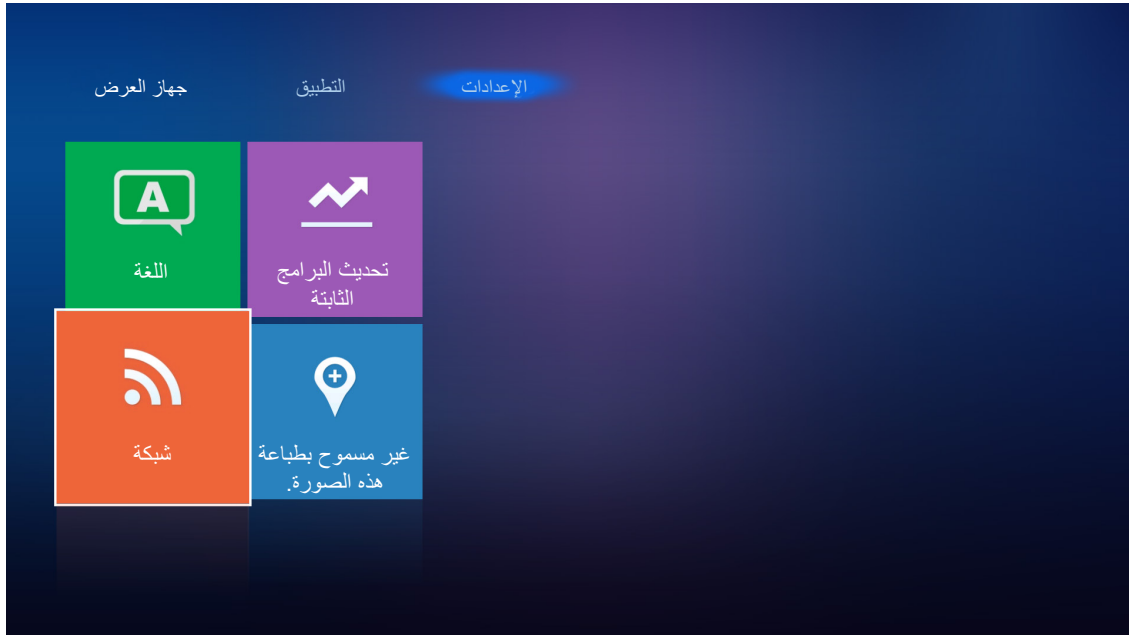 جهاز العرض
التطبيق
الإعدادات
A
اللغة
تحديث البرامج
الثابتة
شبكة
غير مسموح بطباعة
هذه الصورة.